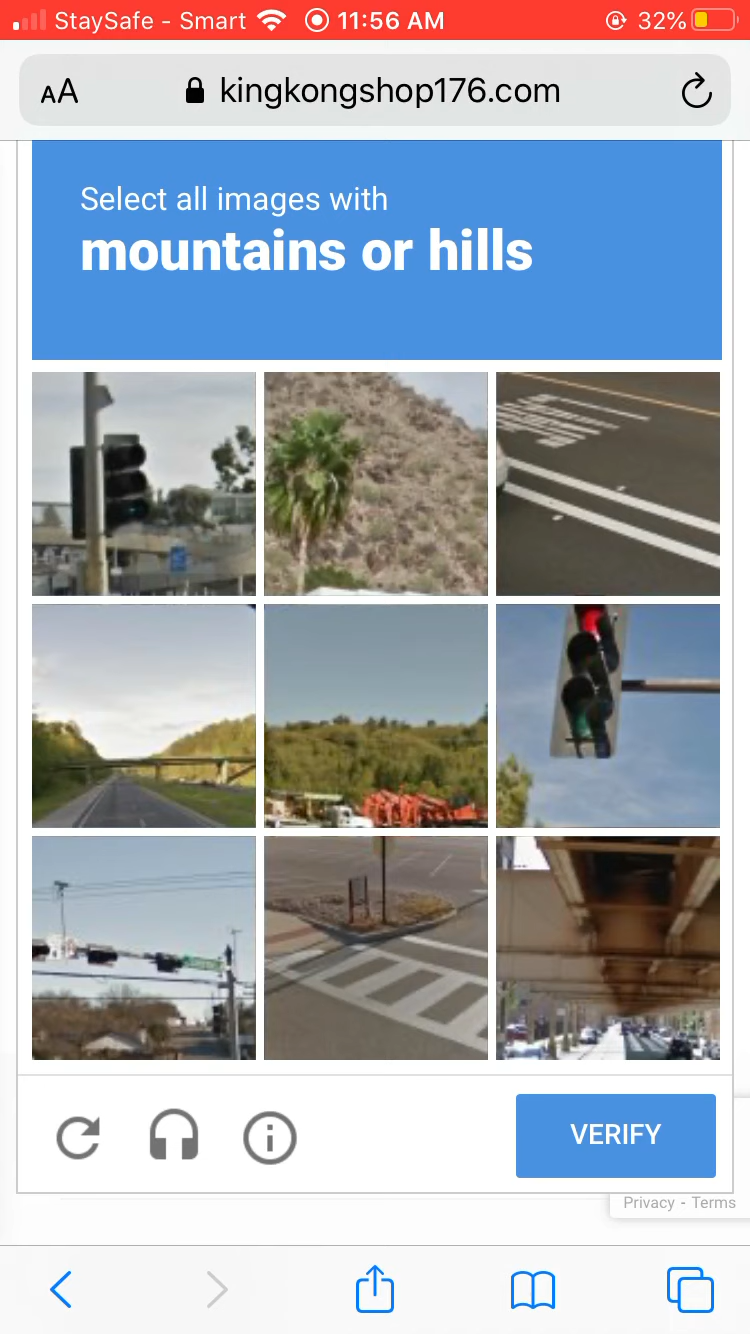 StaySafe - Smart 11:56 AM 32%
AA kingkongshop176.com
Select all images with
mountains or hills
VERIFY
Privacy - Terms